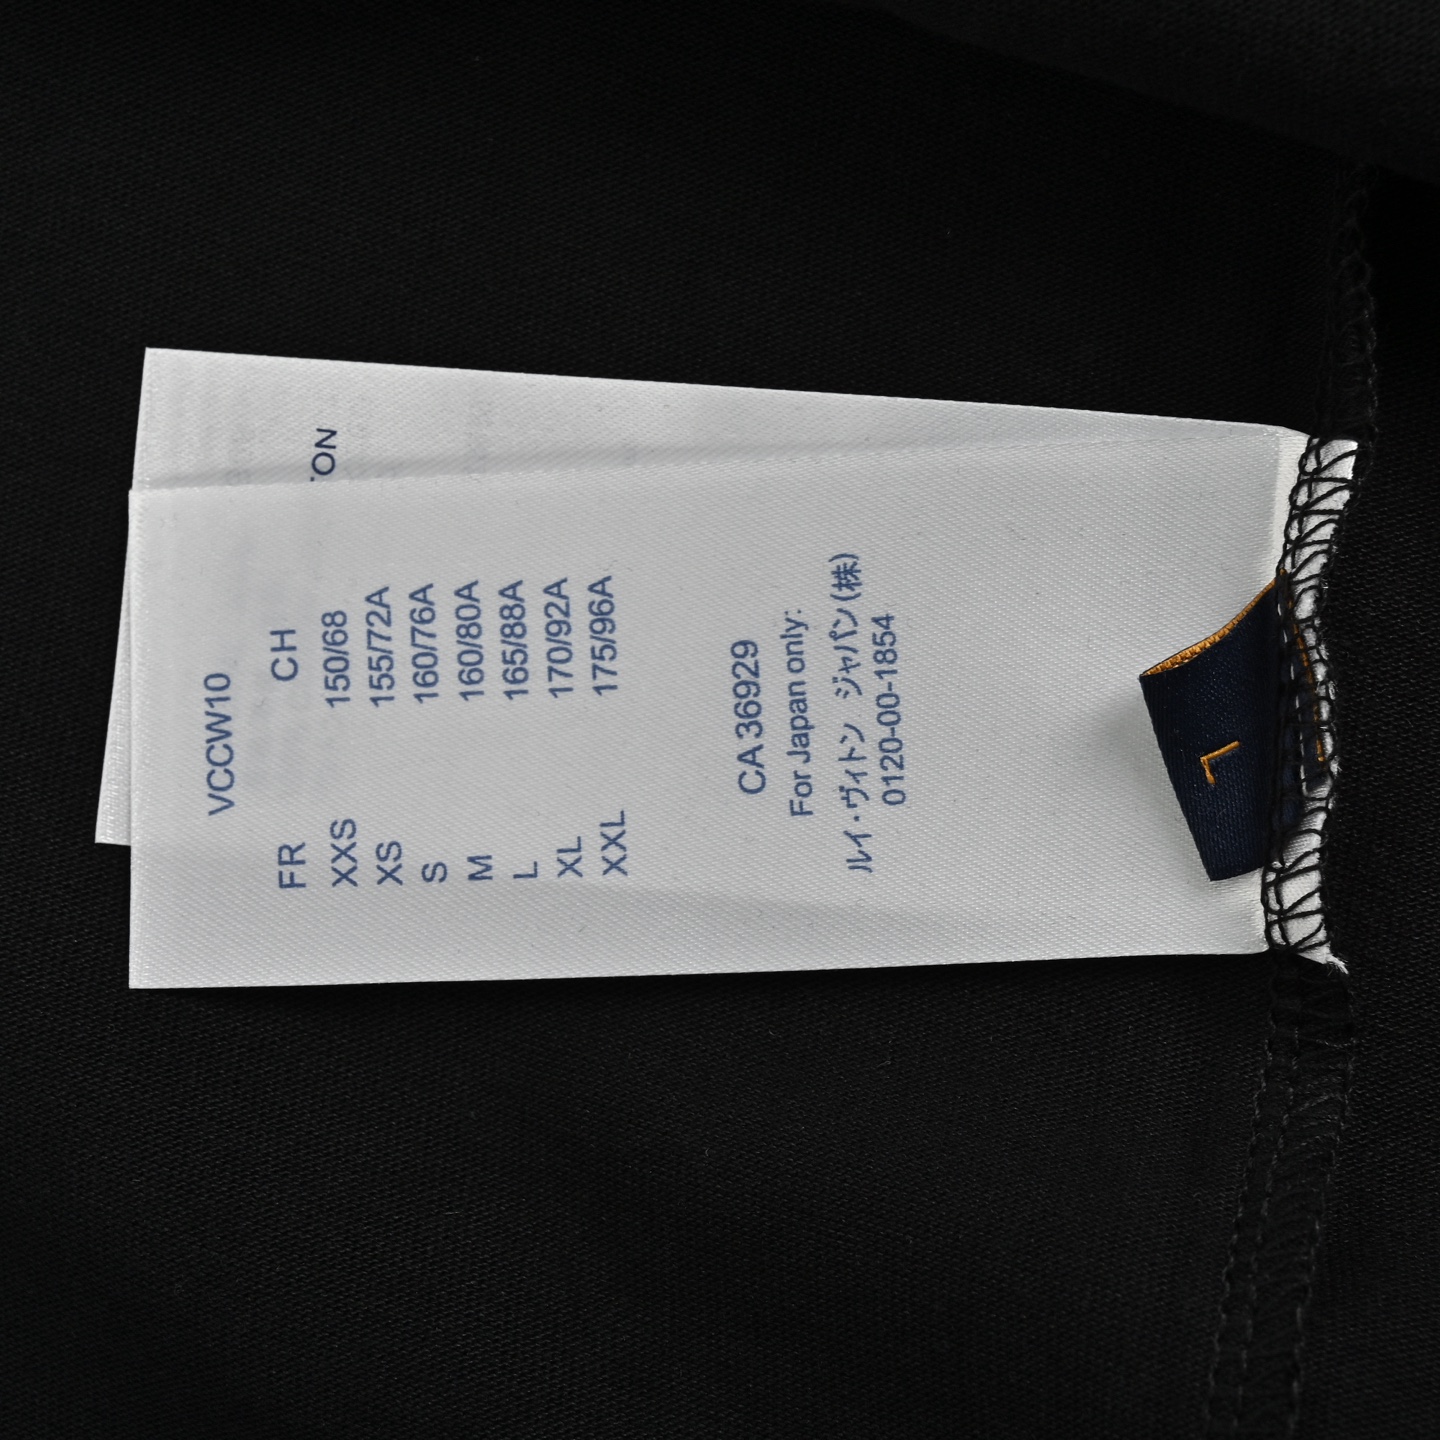 VCCW10
FR CH
XXS 150/68
XS 155/72A
S 160/76A
M 160/80A
L 165/88A
XL 170/92A
XXL 175/96A
CA 36929
For Japan only:
ルイ・ヴィトン ジャパン(株)
0120-00-1854
L